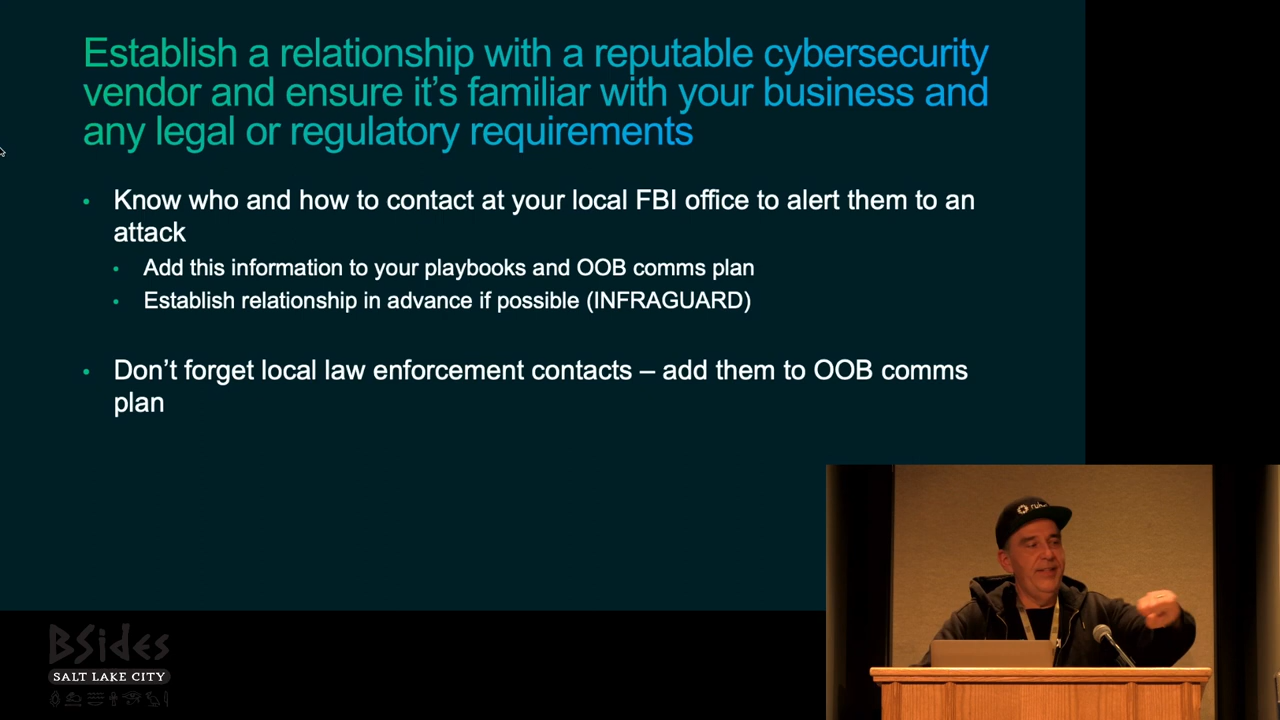 Establish a relationship with a reputable cybersecurity
vendor and ensure it's familiar with your business and
any legal or regulatory requirements
• Know who and how to contact at your local FBI office to alert them to an
attack
• Add this information to your playbooks and OOB comms plan
• Establish relationship in advance if possible (INFRAGUARD)
• Don't forget local law enforcement contacts – add them to OOB comms
plan
BSides
SALT LAKE CITY